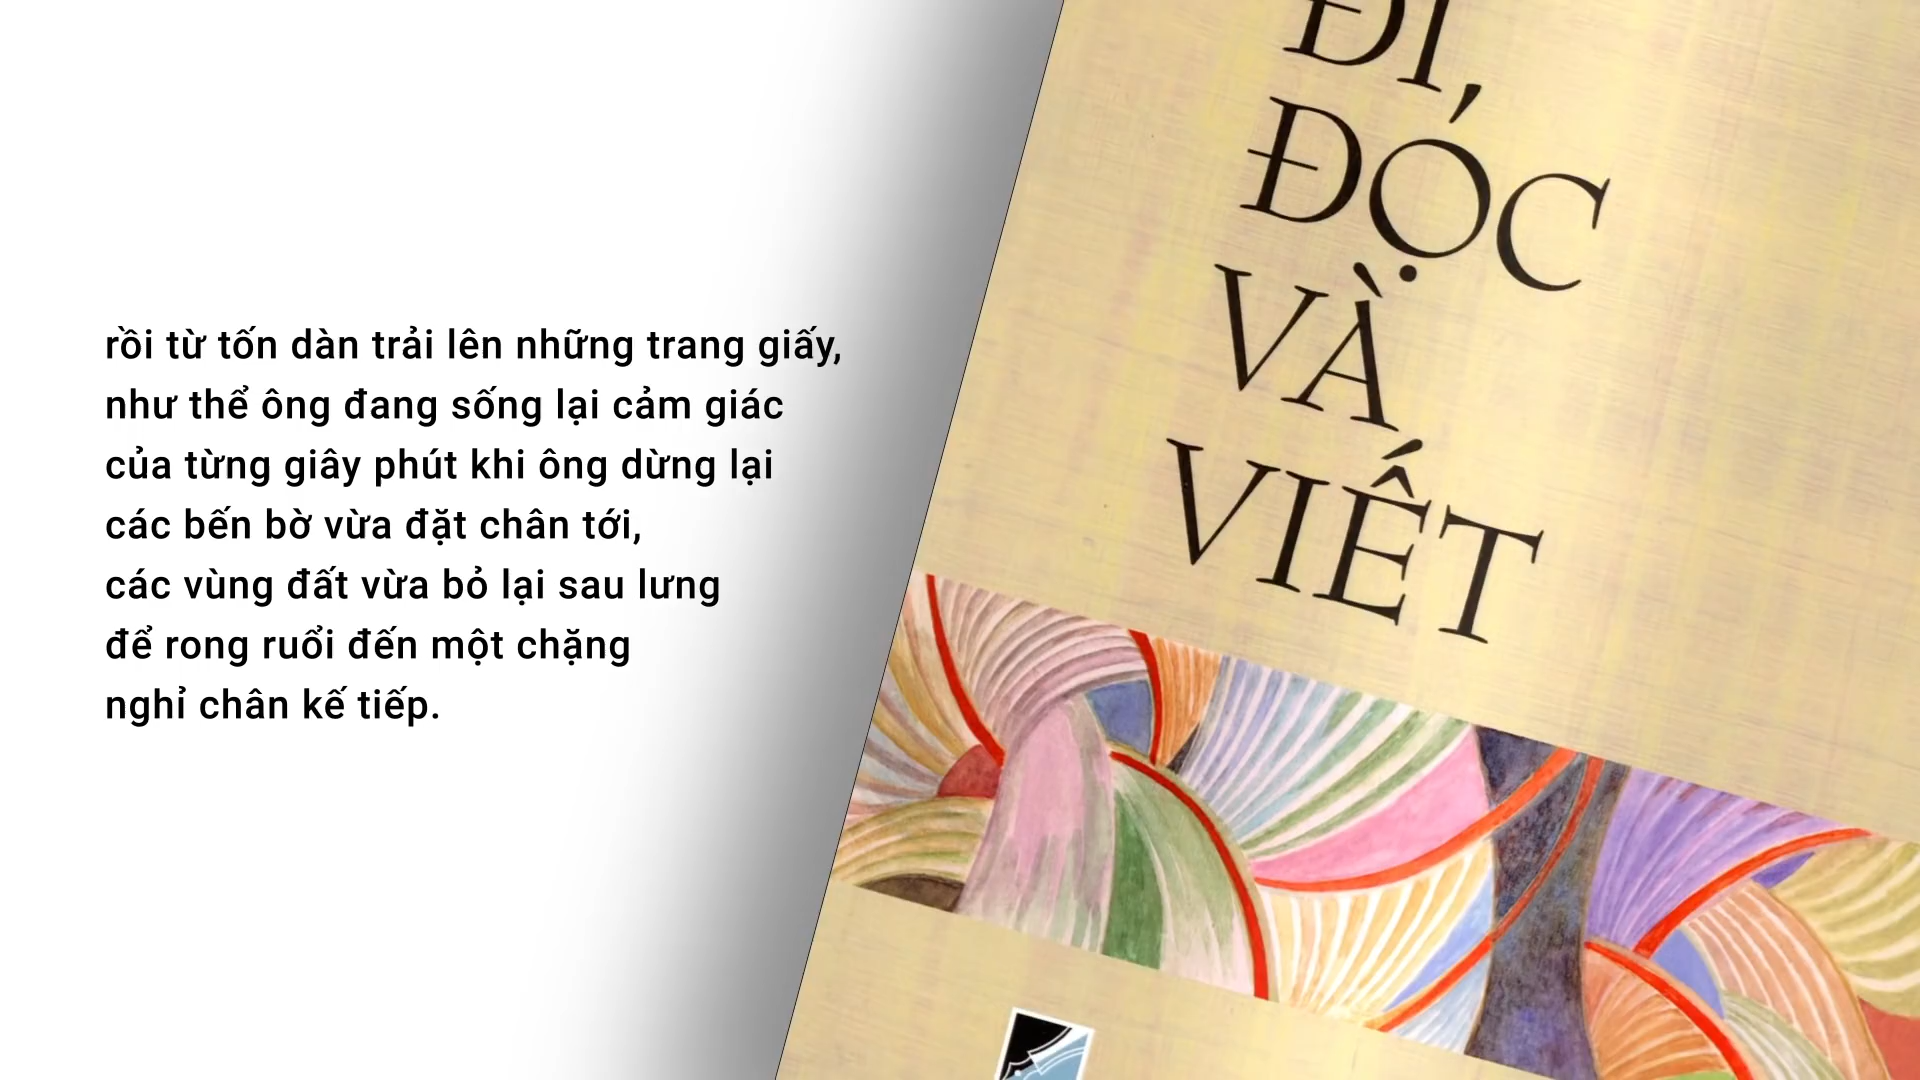 rồi từ tốn dàn trải lên những trang giấy,
như thể ông đang sống lại cảm giác
của từng giây phút khi ông dừng lại
các bến bờ vừa đặt chân tới,
các vùng đất vừa bỏ lại sau lưng
để rong ruổi đến một chặng
nghỉ chân kế tiếp.
ĐI,
ĐỌC
VÀ
VIẾT